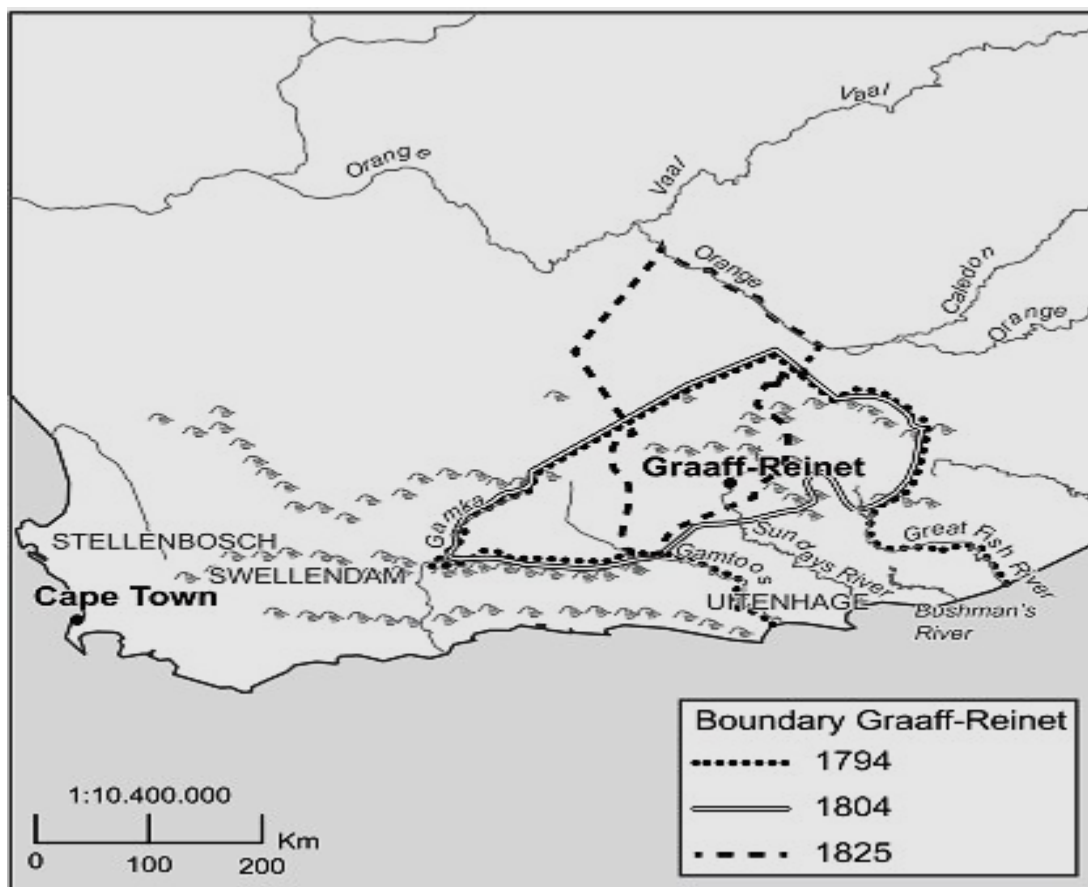 Vaal
Orange
Vaal
Orange
Caledon
Orange
Graaff-Reinet
Gamka
STELLENBOSCH
SWELLENDAM
Cape Town
Gamtoos
Sundays River
Great Fish River
UITENHAGE
Bushman's
River
Boundary Graaff-Reinet
1794
1804
1825
1:10.400.000
Km
0 100 200